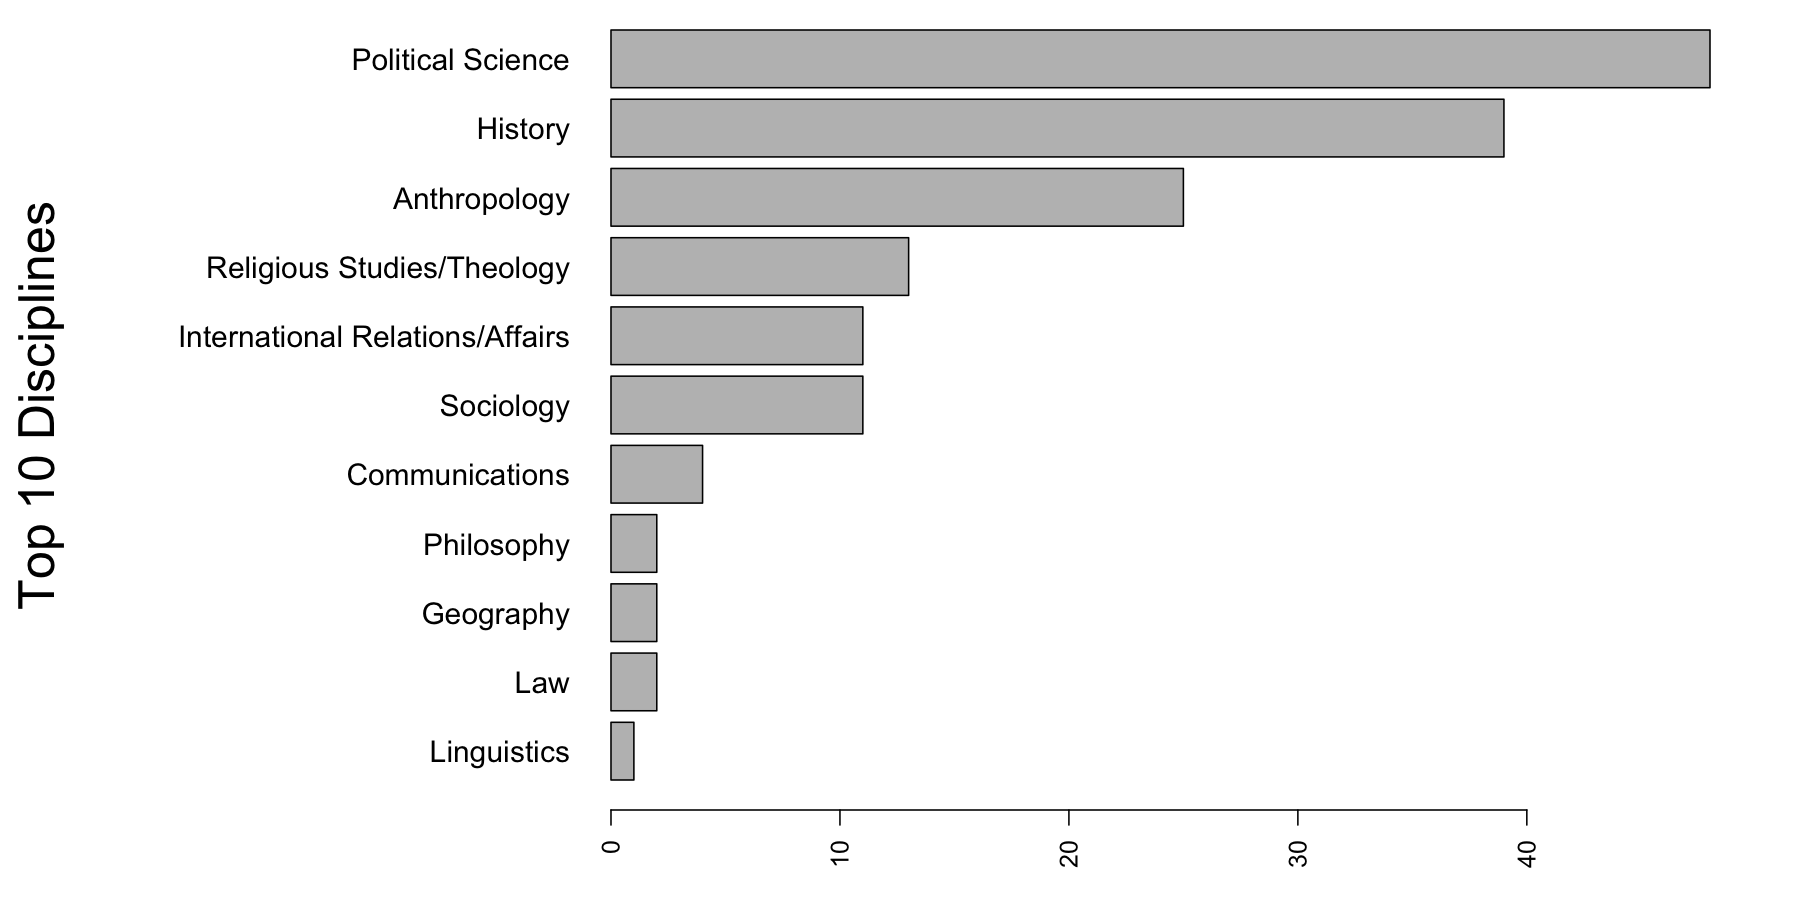 Top 10 Disciplines
Political Science
History
Anthropology
Religious Studies/Theology
International Relations/Affairs
Sociology
Communications
Philosophy
Geography
Law
Linguistics
0
10
20
30
40